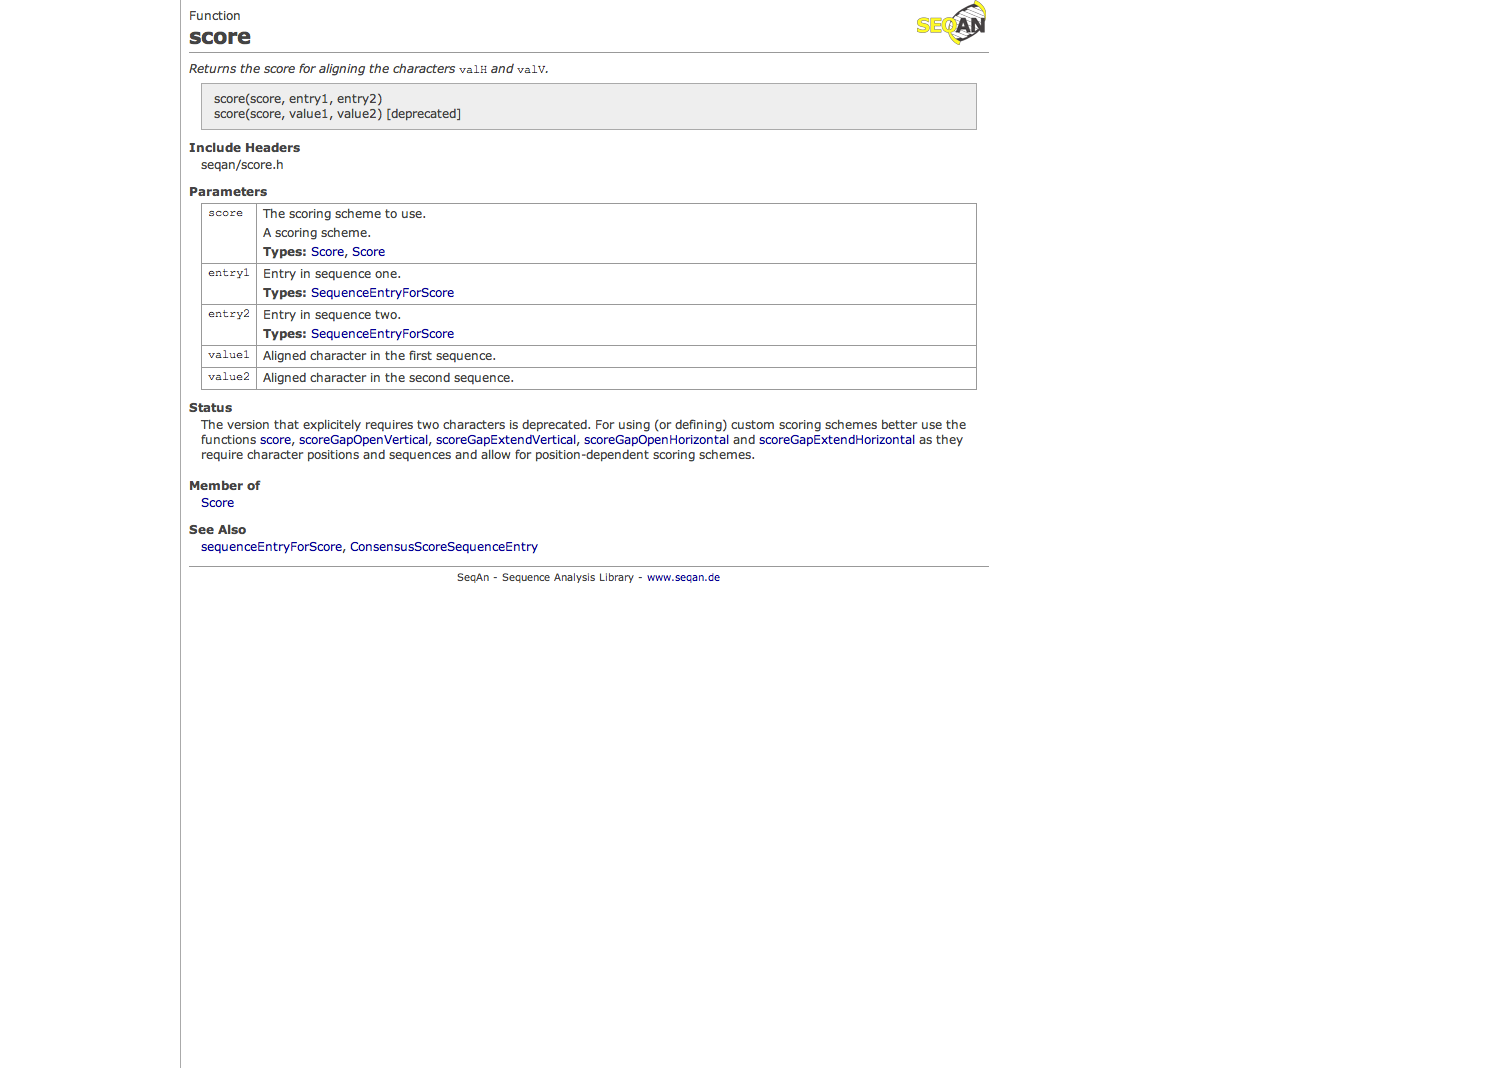 Function
score
SEQAN
Returns the score for aligning the characters valH and valV.
score(score, entry1, entry2)
score(score, value1, value2) [deprecated]
Include Headers
seqan/score.h
Parameters
score The scoring scheme to use.
A scoring scheme.
Types: Score, Score
entry1 Entry in sequence one.
Types: SequenceEntryForScore
entry2 Entry in sequence two.
Types: SequenceEntryForScore
value1 Aligned character in the first sequence.
value2 Aligned character in the second sequence.
Status
The version that explicitely requires two characters is deprecated. For using (or defining) custom scoring schemes better use the
functions score, scoreGapOpenVertical, scoreGapExtendVertical, scoreGapOpenHorizontal and scoreGapExtendHorizontal as they
require character positions and sequences and allow for position-dependent scoring schemes.
Member of
Score
See Also
sequenceEntryForScore, ConsensusScoreSequenceEntry
SeqAn - Sequence Analysis Library - www.seqan.de